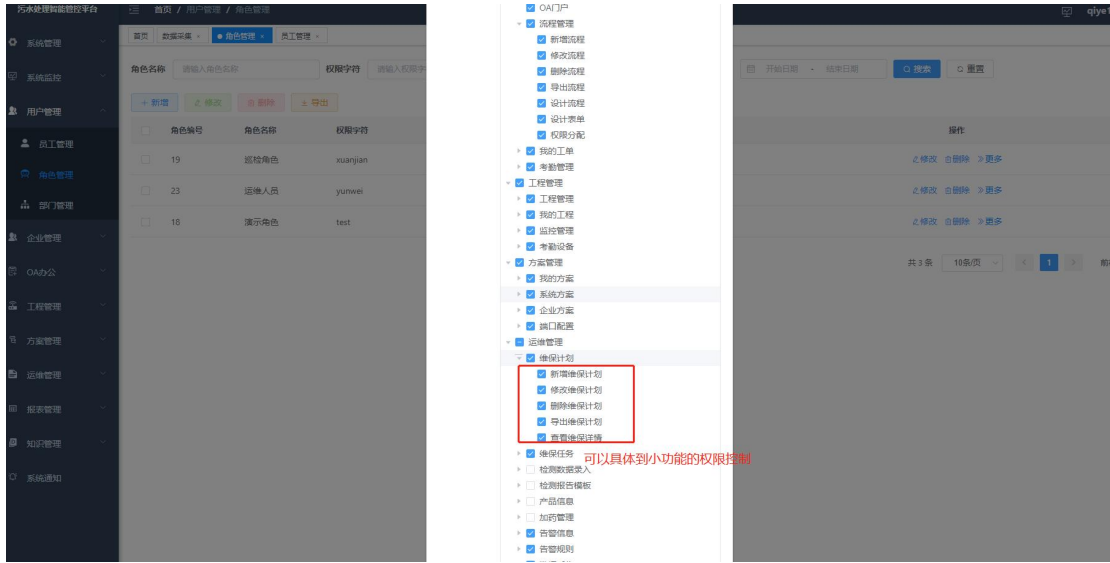 污水处理智能管控平台
首页 / 用户管理 / 角色管理
qiye1
首页 数据采集 × 角色管理 × 员工管理 ×
系统管理
系统监控
用户管理
员工管理
角色管理
部门管理
企业管理
OA办公
工程管理
方案管理
运维管理
报表管理
知识管理
系统通知
角色名称 请输入角色名称 权限字符 请输入权限字
开始日期 - 结束日期 搜索 重置
+ 新增 修改 删除 导出
角色编号 角色名称 权限字符 操作
19 巡检角色 xuanjian 修改 删除 更多
23 运维人员 yunwei 修改 删除 更多
18 演示角色 test 修改 删除 更多
共3条 10条/页 < 1 > 前
OA门户
流程管理
新增流程
修改流程
删除流程
导出流程
设计流程
设计表单
权限分配
我的工单
考勤管理
工程管理
工程管理
我的工程
监控管理
考勤设备
方案管理
我的方案
系统方案
企业方案
端口配置
运维管理
维保计划
新增维保计划
修改维保计划
删除维保计划
导出维保计划
查看维保详情
维保任务
可以具体到小功能的权限控制
检测数据录入
检测报告模板
产品信息
加药管理
告警信息
告警规则